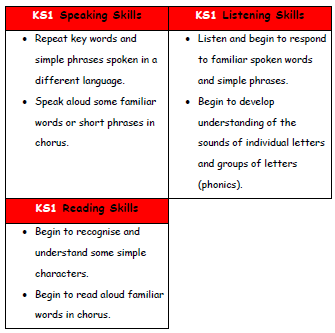 KS1 Speaking Skills
• Repeat key words and
simple phrases spoken in a
different language.
• Speak aloud some familiar
words or short phrases in
chorus.
KS1 Listening Skills
• Listen and begin to respond
to familiar spoken words
and simple phrases.
• Begin to develop
understanding of the
sounds of individual letters
and groups of letters
(phonics).
KS1 Reading Skills
• Begin to recognise and
understand some simple
characters.
• Begin to read aloud familiar
words in chorus.